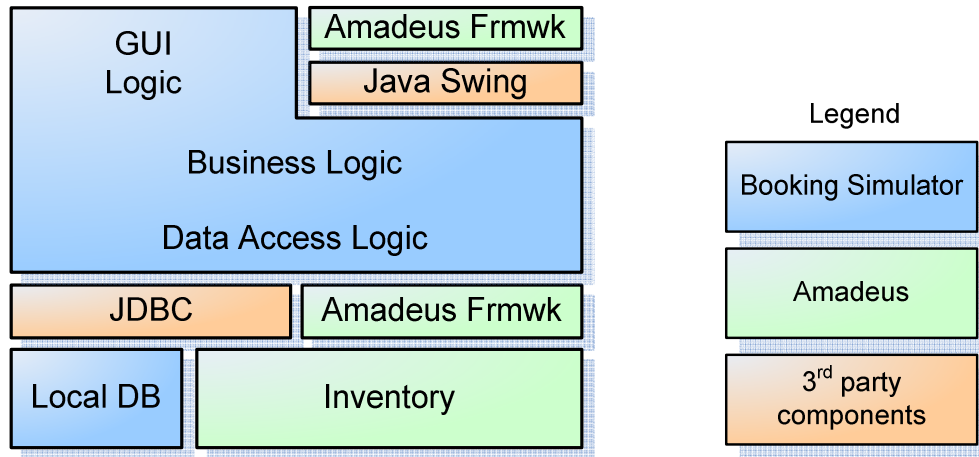 GUI
Logic
Amadeus Frmwk
Java Swing
Business Logic
Data Access Logic
JDBC
Amadeus Frmwk
Local DB
Inventory
Legend
Booking Simulator
Amadeus
3rd party
components